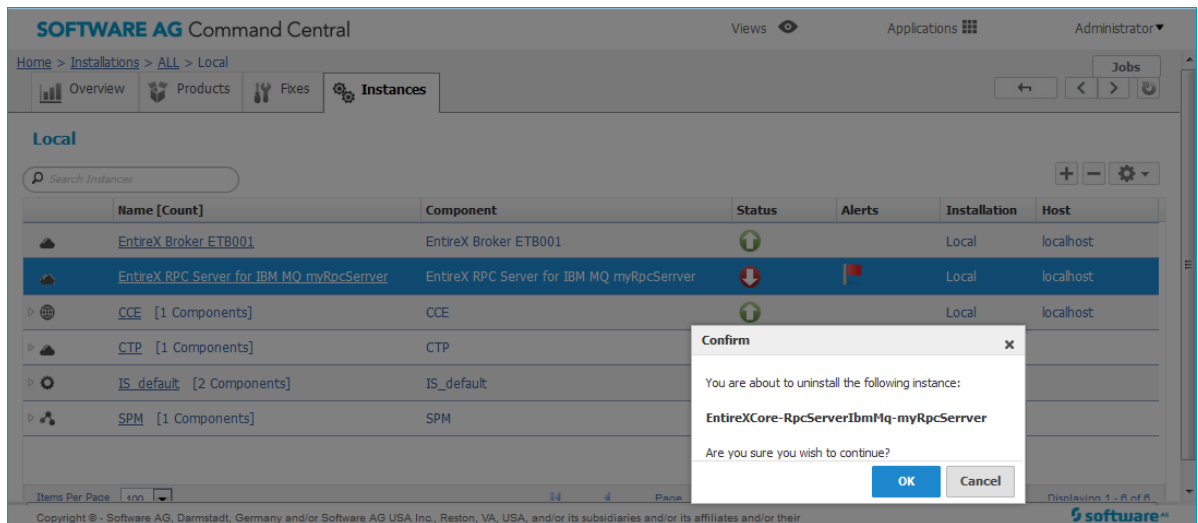 SOFTWARE AG Command Central Views Applications Administrator
Home > Installations > ALL > Local Jobs
Overview Products Fixes Instances
Local
Search Instances
Name [Count] Component Status Alerts Installation Host
EntireX Broker ETB001 EntireX Broker ETB001 Local localhost
EntireX RPC Server for IBM MQ myRpcSerrver EntireX RPC Server for IBM MQ myRpcSerrver Local localhost
CCE [1 Components] CCE Local localhost
CTP [1 Components] CTP
IS_default [2 Components] IS_default
SPM [1 Components] SPM
Confirm
You are about to uninstall the following instance:
EntireXCore-RpcServerIbmMq-myRpcSerrver
Are you sure you wish to continue?
OK Cancel
Items Per Page 100 Page Displaying 1 - 6 of 6
Copyright © - Software AG, Darmstadt, Germany and/or Software AG USA Inc., Reston, VA, USA, and/or its subsidiaries and/or its affiliates and/or their software AG